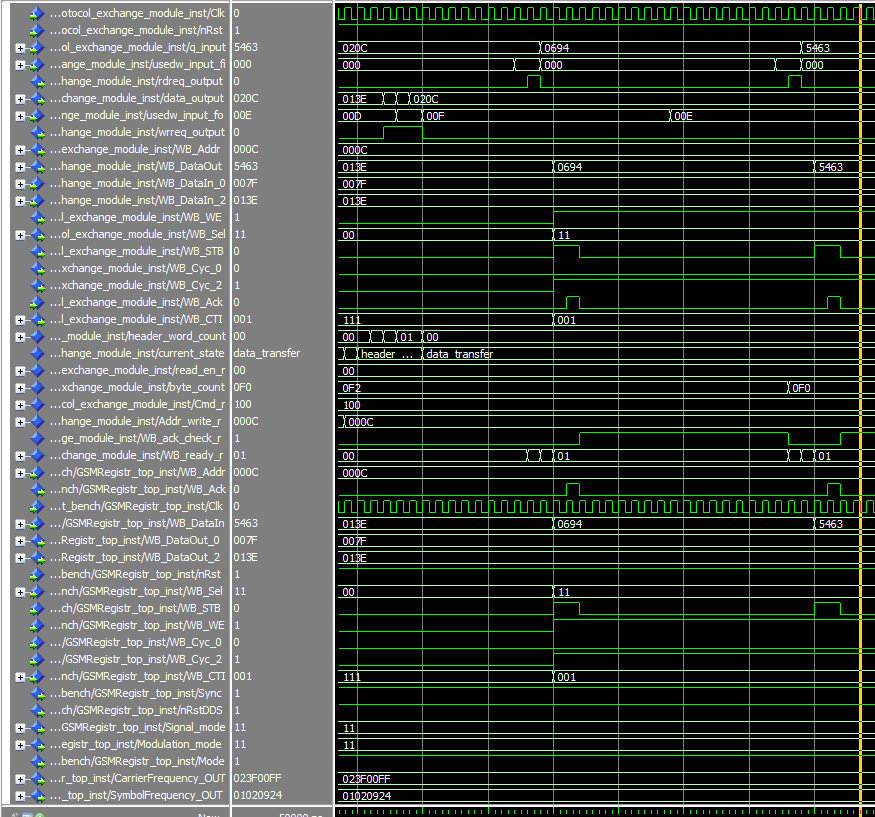 ...otocol_exchange_module_inst/Clk 0
...ocol_exchange_module_inst/nRst 1
...ol_exchange_module_inst/q_input 5463 020C 0694 5463
...ange_module_inst/usedw_input_fi 000 000 000 000
...hange_module_inst/rdreq_output 0
...change_module_inst/data_output 020C 013E 020C
...nge_module_inst/usedw_input_fo 00E 00D 00F 00E
...hange_module_inst/wrreq_output 0
...exchange_module_inst/WB_Addr 000C 000C
...hange_module_inst/WB_DataOut 5463 013E 0694 5463
...hange_module_inst/WB_DataIn_0 007F 007F
...hange_module_inst/WB_DataIn_2 013E 013E
...l_exchange_module_inst/WB_WE 1
...ol_exchange_module_inst/WB_Sel 11 00 11
...l_exchange_module_inst/WB_STB 0
...xchange_module_inst/WB_Cyc_0 0
...xchange_module_inst/WB_Cyc_2 1
...l_exchange_module_inst/WB_Ack 0
...l_exchange_module_inst/WB_CTI 001 111 001
..._module_inst/header_word_count 00 00 01 00
...hange_module_inst/current_state data_transfer header ... data_transfer
...exchange_module_inst/read_en_r 00 00
...xchange_module_inst/byte_count 0F0 0F2 0F0
...col_exchange_module_inst/Cmd_r 100 100
...hange_module_inst/Addr_write_r 000C 000C
...ge_module_inst/WB_ack_check_r 1
...change_module_inst/WB_ready_r 01 00 01 01
...ch/GSMRegistr_top_inst/WB_Addr 000C 000C
...nch/GSMRegistr_top_inst/WB_Ack 0
...t_bench/GSMRegistr_top_inst/Clk 0
.../GSMRegistr_top_inst/WB_DataIn 5463 013E 0694 5463
...Registr_top_inst/WB_DataOut_0 007F 007F
...Registr_top_inst/WB_DataOut_2 013E 013E
...bench/GSMRegistr_top_inst/nRst 1
...nch/GSMRegistr_top_inst/WB_Sel 11 00 11
...ch/GSMRegistr_top_inst/WB_STB 0
...nch/GSMRegistr_top_inst/WB_WE 1
.../GSMRegistr_top_inst/WB_Cyc_0 0
.../GSMRegistr_top_inst/WB_Cyc_2 1
...nch/GSMRegistr_top_inst/WB_CTI 001 111 001
...bench/GSMRegistr_top_inst/Sync 1
...ch/GSMRegistr_top_inst/nRstDDS 1
...GSMRegistr_top_inst/Signal_mode 11 11
...egistr_top_inst/Modulation_mode 11 11
...bench/GSMRegistr_top_inst/Mode 1
...r_top_inst/CarrierFrequency_OUT 023F00FF 023F00FF
..._top_inst/SymbolFrequency_OUT 01020924 01020924